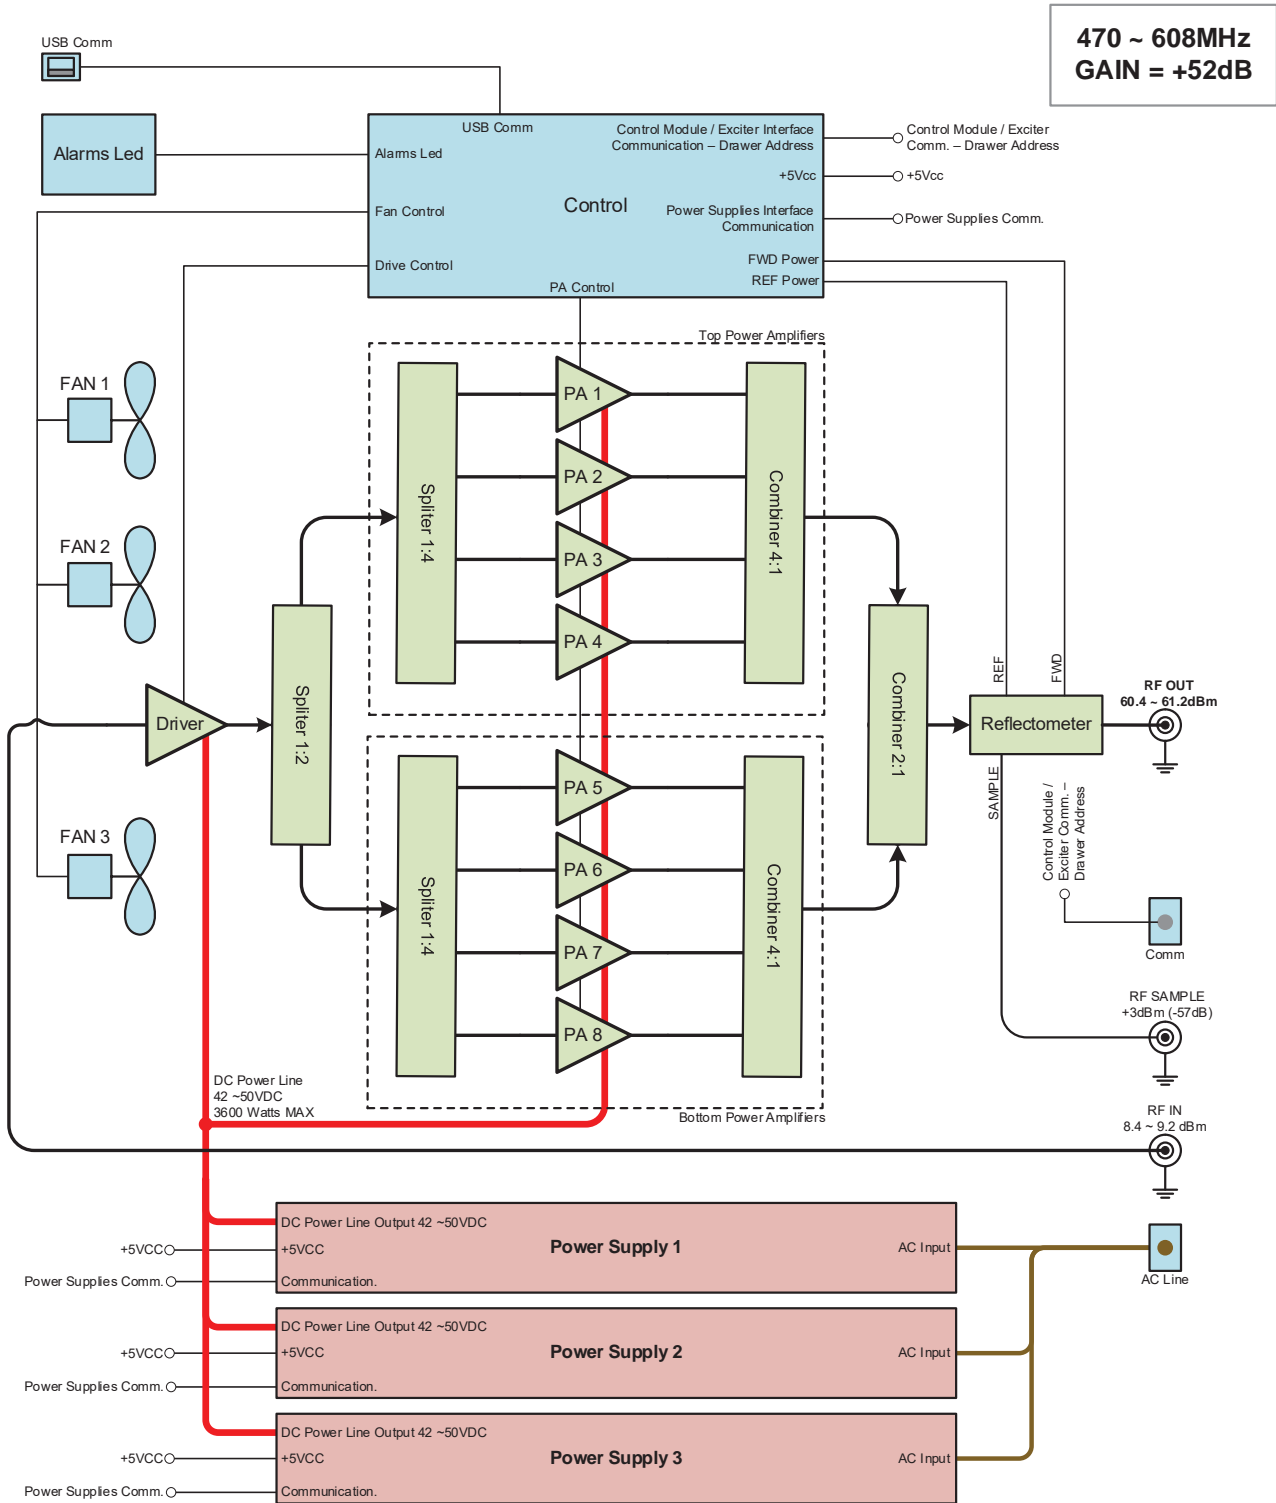 470 ~ 608MHz
GAIN = +52dB
USB Comm
Alarms Led
USB Comm
Alarms Led
Fan Control
Drive Control
Control
PA Control
Control Module / Exciter Interface
Communication – Drawer Address
+5Vcc
Power Supplies Interface
Communication
FWD Power
REF Power
Control Module / Exciter
Comm. – Drawer Address
+5Vcc
Power Supplies Comm.
Top Power Amplifiers
FAN 1
FAN 2
FAN 3
Driver
Spliter 1:2
Spliter 1:4
PA 1
PA 2
PA 3
PA 4
Combiner 4:1
Spliter 1:4
PA 5
PA 6
PA 7
PA 8
Combiner 4:1
Bottom Power Amplifiers
Combiner 2:1
REF
FWD
Reflectometer
SAMPLE
RF OUT
60.4 ~ 61.2dBm
Control Module /
Exciter Comm. –
Drawer Address
Comm
RF SAMPLE
+3dBm (-57dB)
RF IN
8.4 ~ 9.2 dBm
DC Power Line
42 ~50VDC
3600 Watts MAX
DC Power Line Output 42 ~50VDC
+5VCC
+5VCC
Power Supply 1
AC Input
Power Supplies Comm.
Communication.
AC Line
DC Power Line Output 42 ~50VDC
+5VCC
+5VCC
Power Supply 2
AC Input
Power Supplies Comm.
Communication.
DC Power Line Output 42 ~50VDC
+5VCC
+5VCC
Power Supply 3
AC Input
Power Supplies Comm.
Communication.